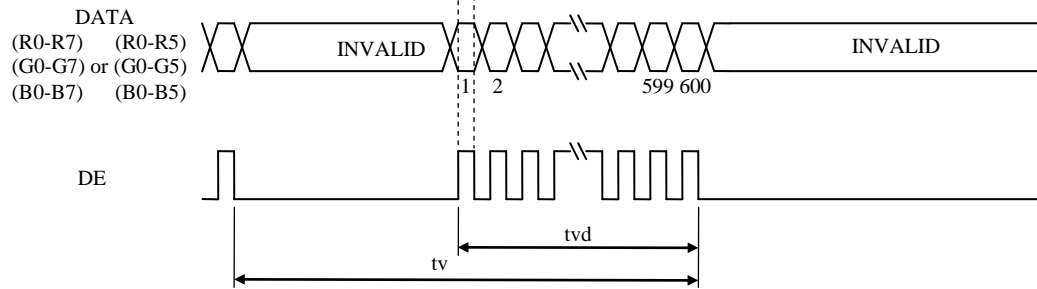 DATA
(R0-R7) (R0-R5)
(G0-G7) or (G0-G5)
(B0-B7) (B0-B5)
INVALID
INVALID
1 2 599 600
DE
tvd
tv